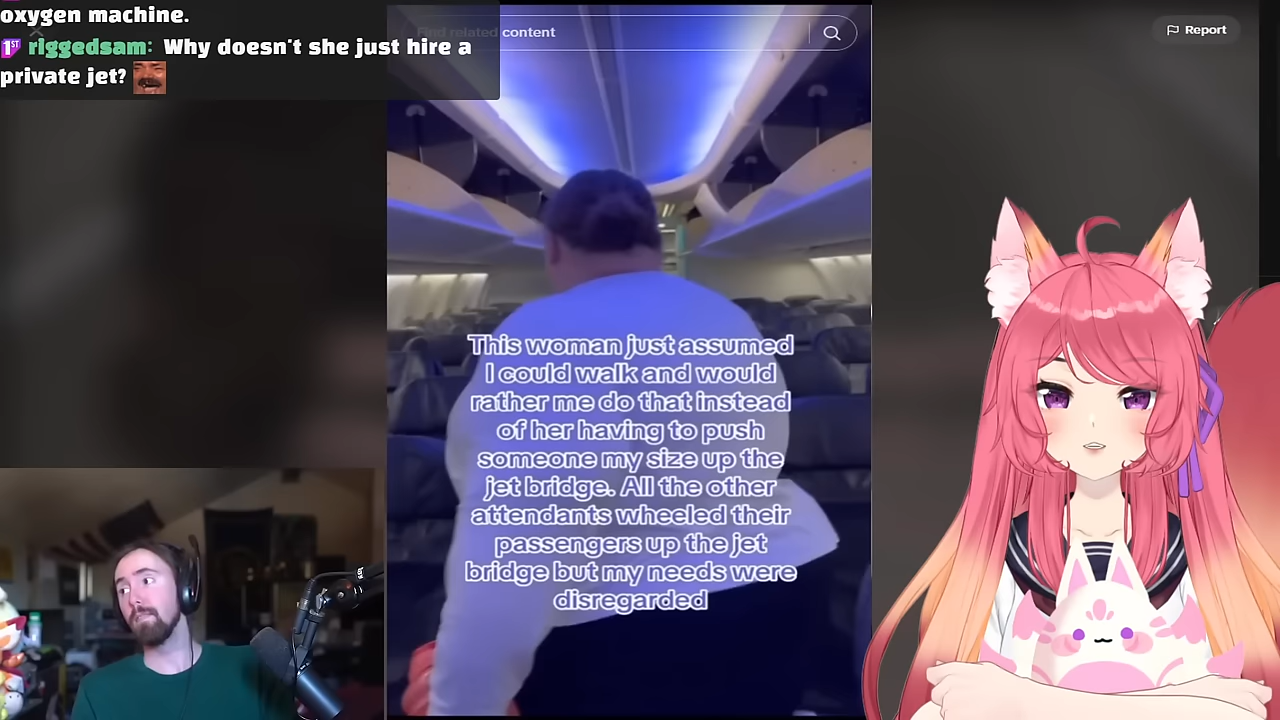 oxygen machine.
riggedsam: Why doesn't she just hire a
private jet?
Find related content
Report
This woman just assumed
I could walk and would
rather me do that instead
of her having to push
someone my size up the
jet bridge. All the other
attendants wheeled their
passengers up the jet
bridge but my needs were
disregarded